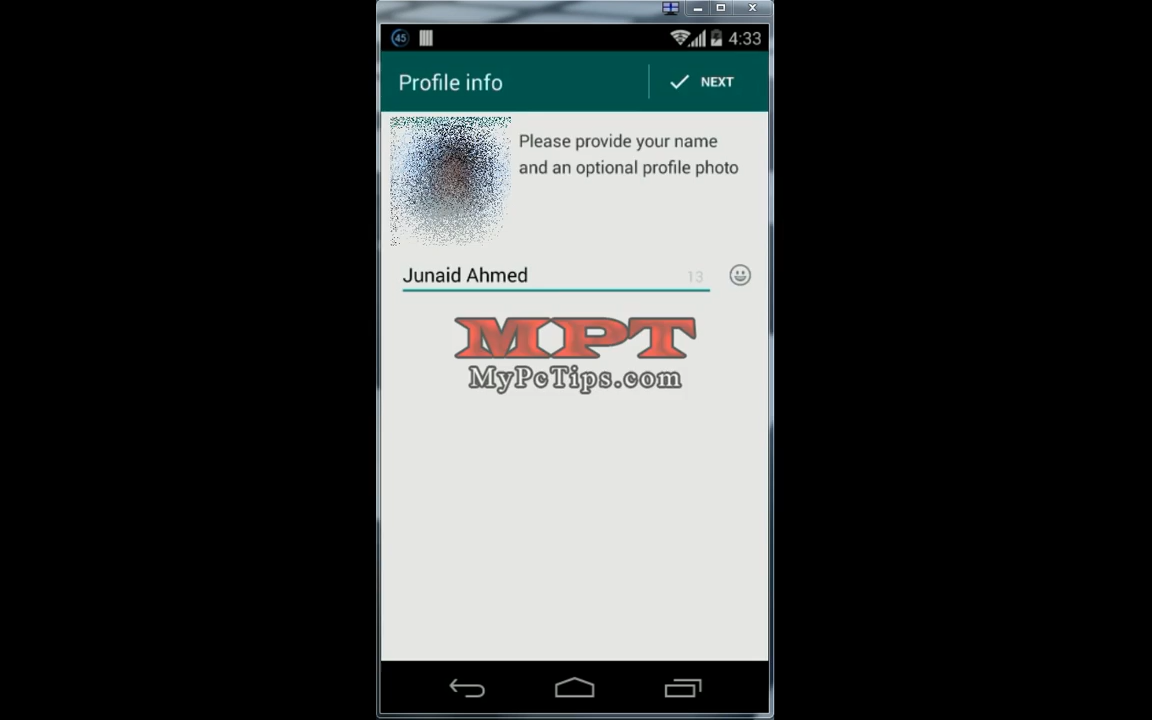 45
4:33
Profile info
NEXT
Please provide your name
and an optional profile photo
Junaid Ahmed
13
MPT
MyPcTips.com